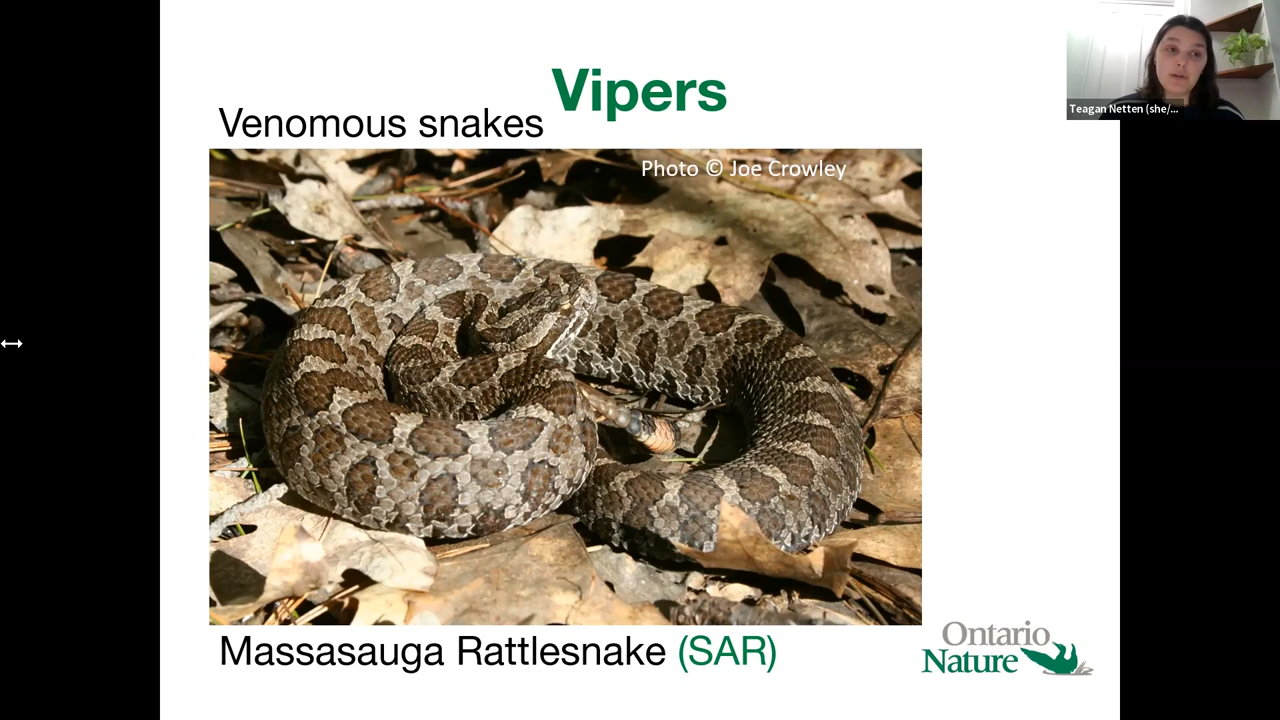 Vipers
Venomous snakes
Photo © Joe Crowley
Massasauga Rattlesnake (SAR)
Ontario
Nature
Teagan Netten (she/...